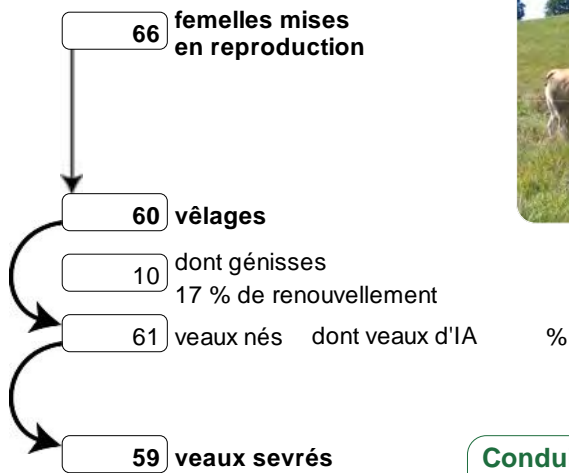 66 femelles mises
en reproduction
60 vêlages
10 dont génisses
17 % de renouvellement
61 veaux nés dont veaux d'IA %
59 veaux sevrés